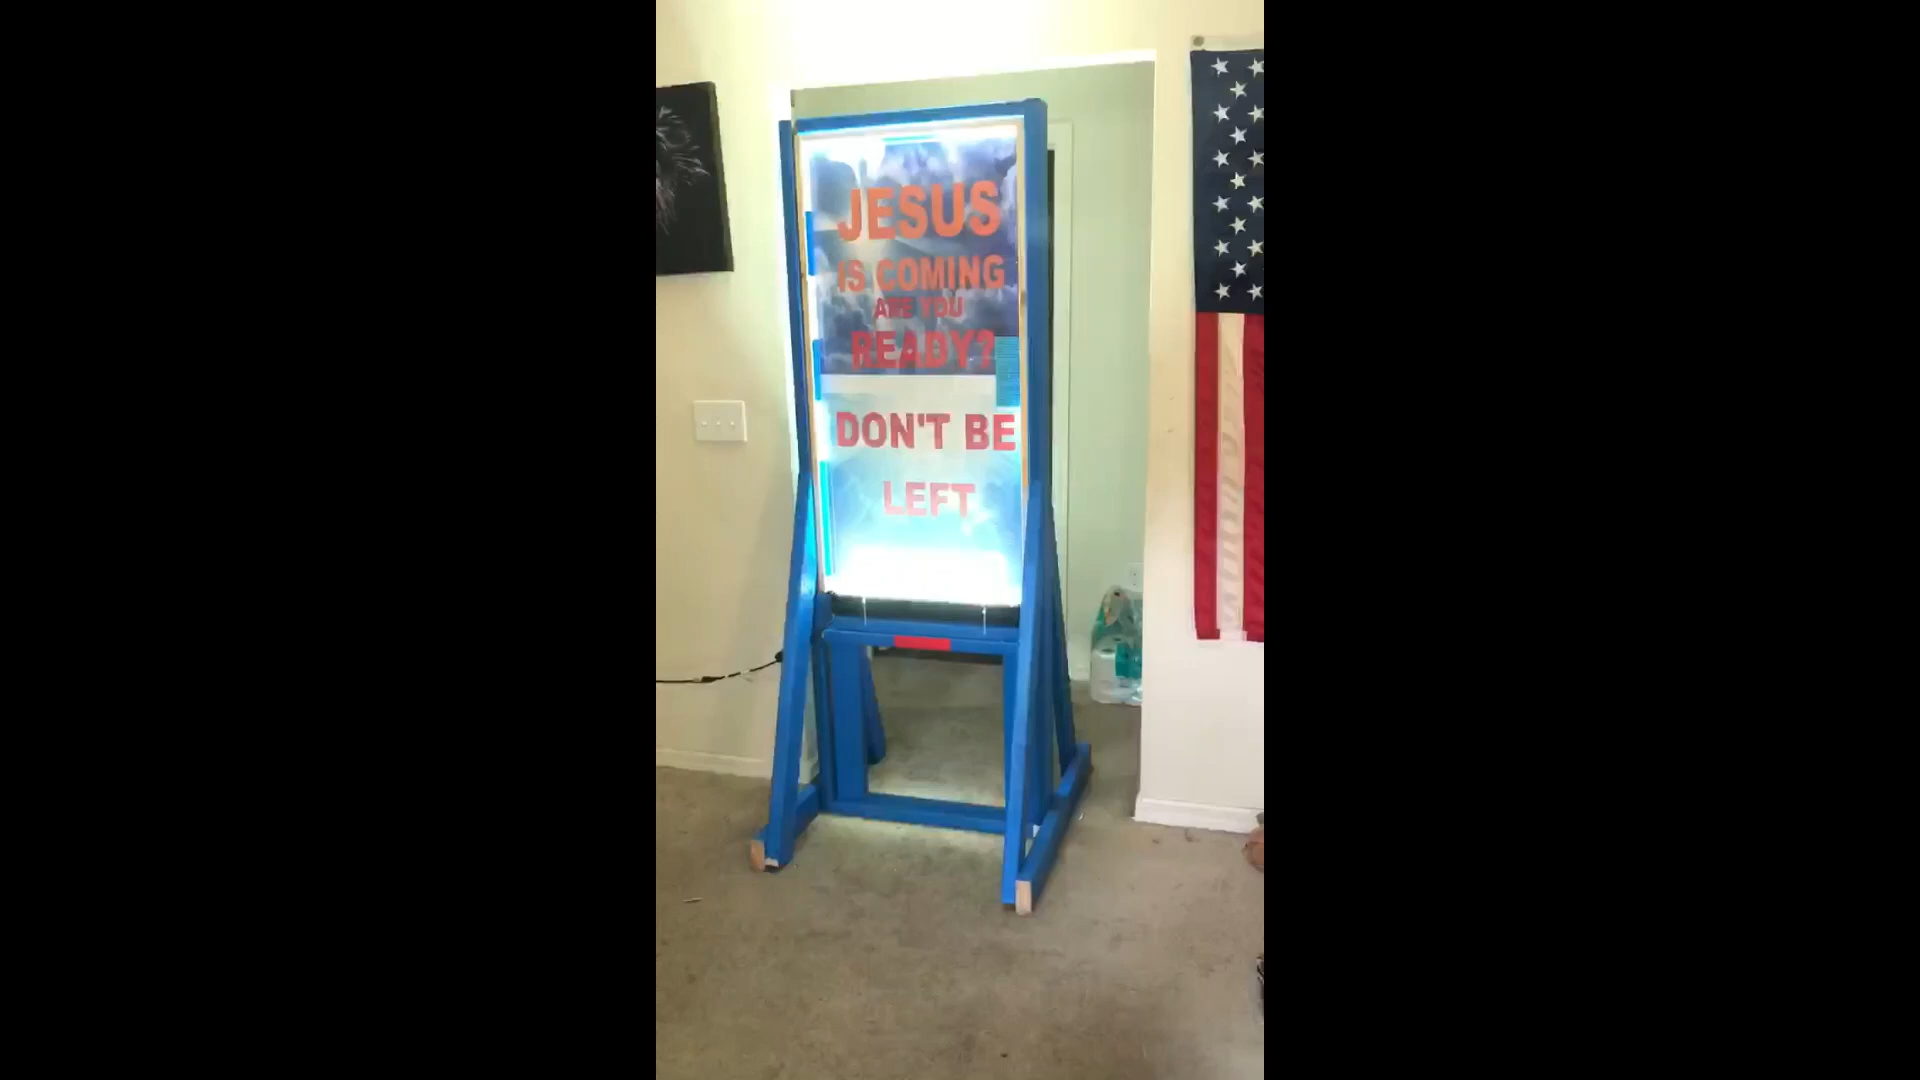 JESUS
IS COMING
ARE YOU
READY?
DON'T BE
LEFT